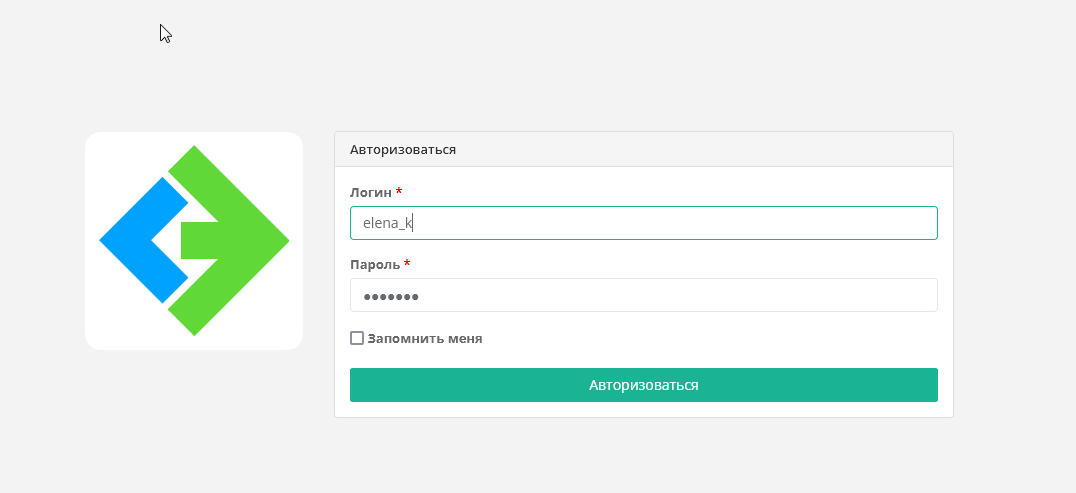 Авторизоваться
Логин *
elena_k
Пароль *
•••••••
Запомнить меня
Авторизоваться